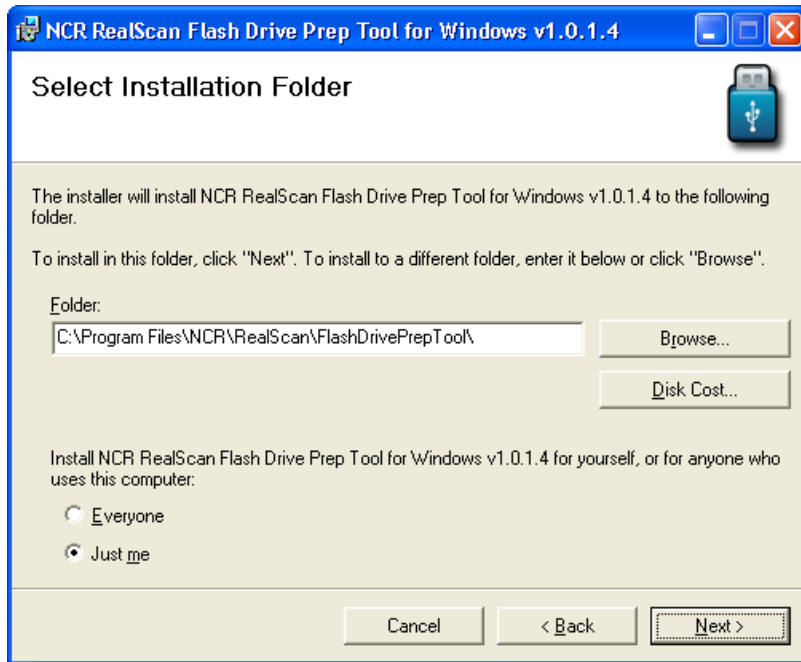 NCR RealScan Flash Drive Prep Tool for Windows v1.0.1.4
Select Installation Folder
The installer will install NCR RealScan Flash Drive Prep Tool for Windows v1.0.1.4 to the following
folder.
To install in this folder, click "Next". To install to a different folder, enter it below or click "Browse".
Folder:
C:\Program Files\NCR\RealScan\FlashDrivePrepTool\
Browse...
Disk Cost...
Install NCR RealScan Flash Drive Prep Tool for Windows v1.0.1.4 for yourself, or for anyone who
uses this computer:
Everyone
Just me
Cancel
< Back
Next >